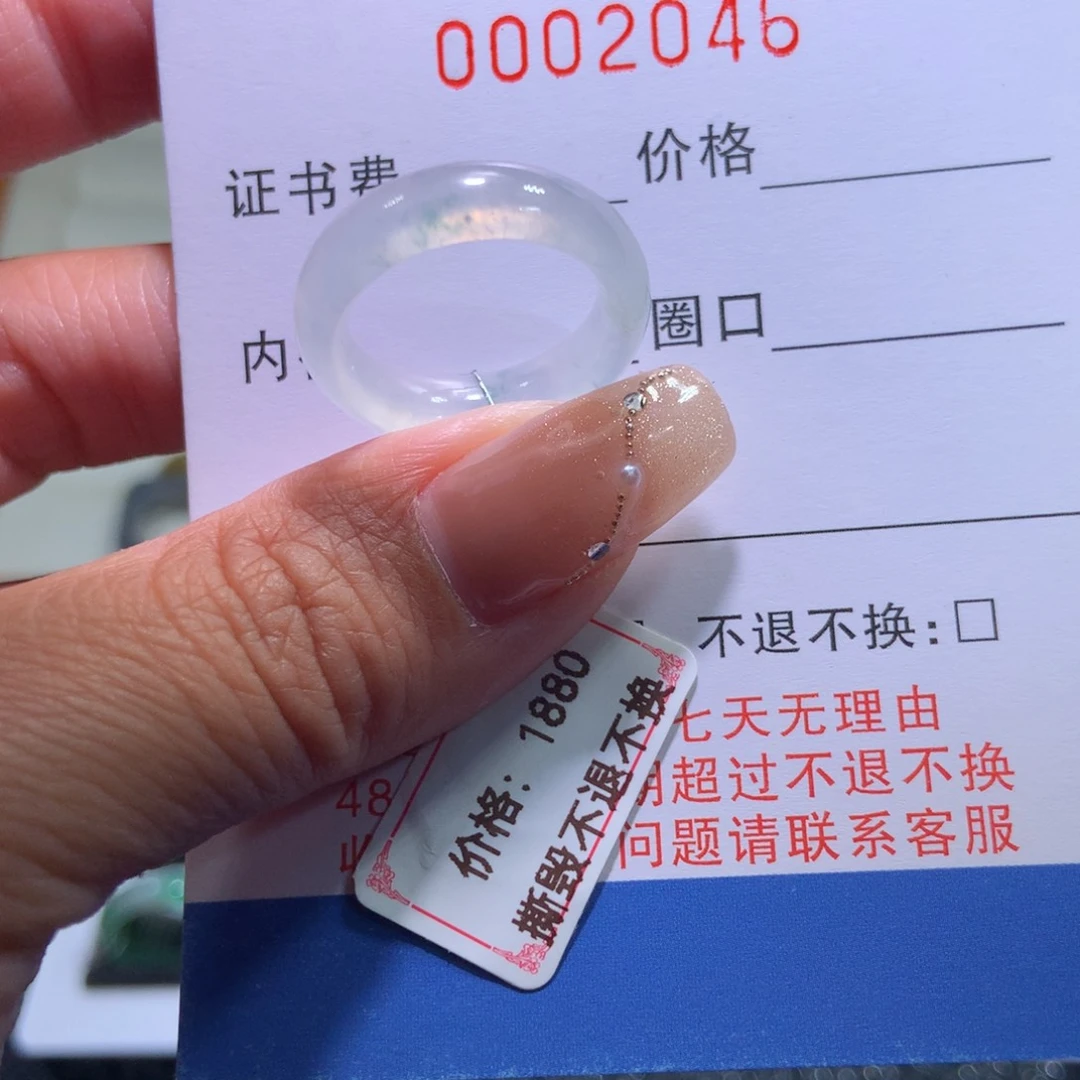 0002046
证书费 价格
内 圈口
不退不换:□
七天无理由
48 期超过不退不换
问题请联系客服
价格: 1880
撕毁不退不换